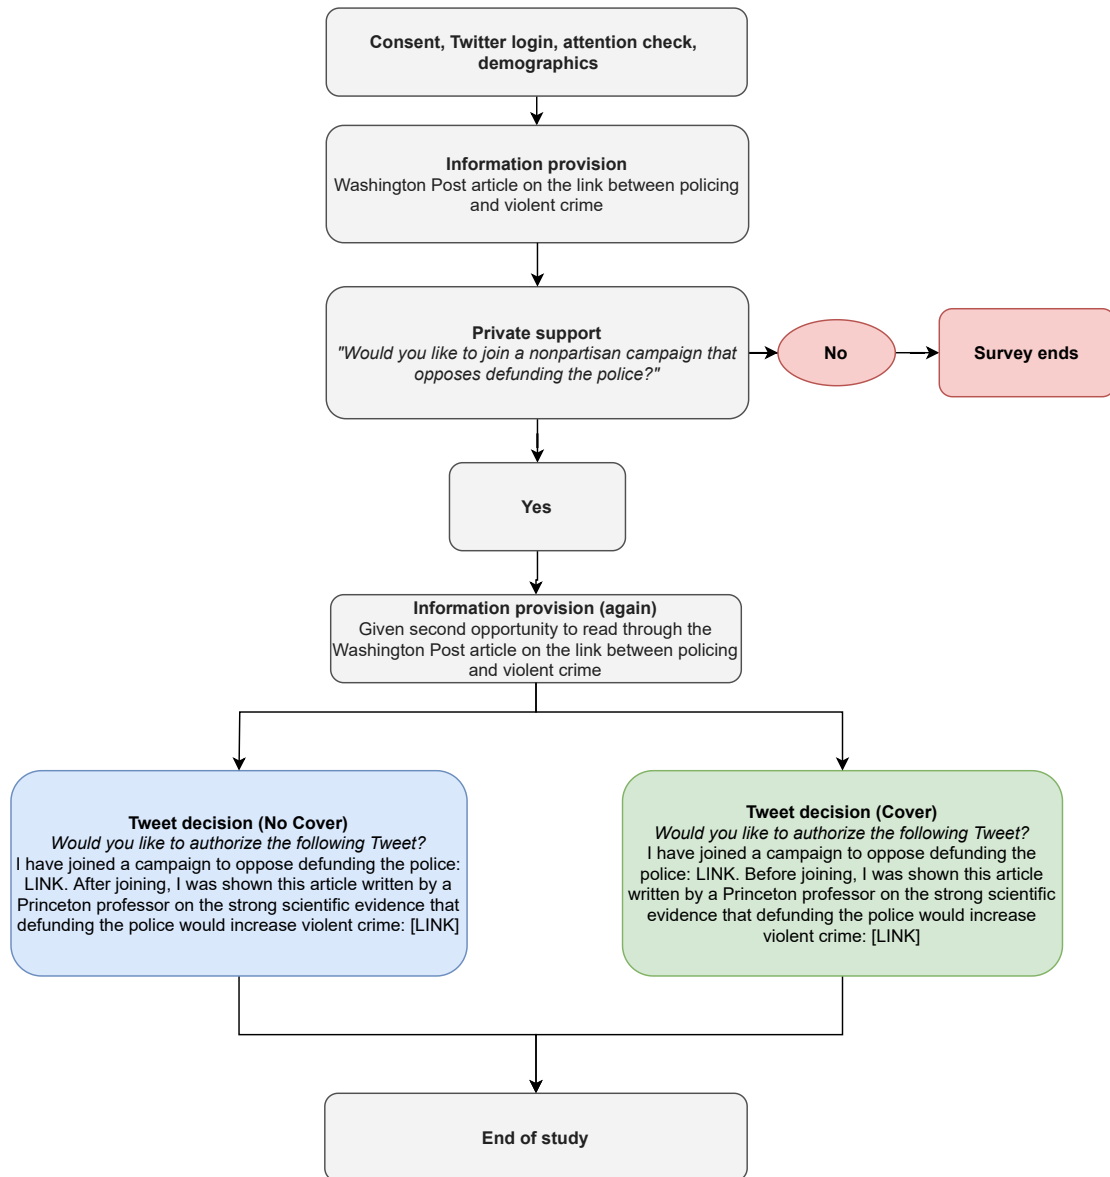 Consent, Twitter login, attention check,
demographics
Information provision
Washington Post article on the link between policing
and violent crime
Private support
"Would you like to join a nonpartisan campaign that
opposes defunding the police?"
No
Survey ends
Yes
Information provision (again)
Given second opportunity to read through the
Washington Post article on the link between policing
and violent crime
Tweet decision (No Cover)
Would you like to authorize the following Tweet?
I have joined a campaign to oppose defunding the police:
LINK. After joining, I was shown this article written by a
Princeton professor on the strong scientific evidence that
defunding the police would increase violent crime: [LINK]
Tweet decision (Cover)
Would you like to authorize the following Tweet?
I have joined a campaign to oppose defunding the
police: LINK. Before joining, I was shown this article
written by a Princeton professor on the strong scientific
evidence that defunding the police would increase
violent crime: [LINK]
End of study